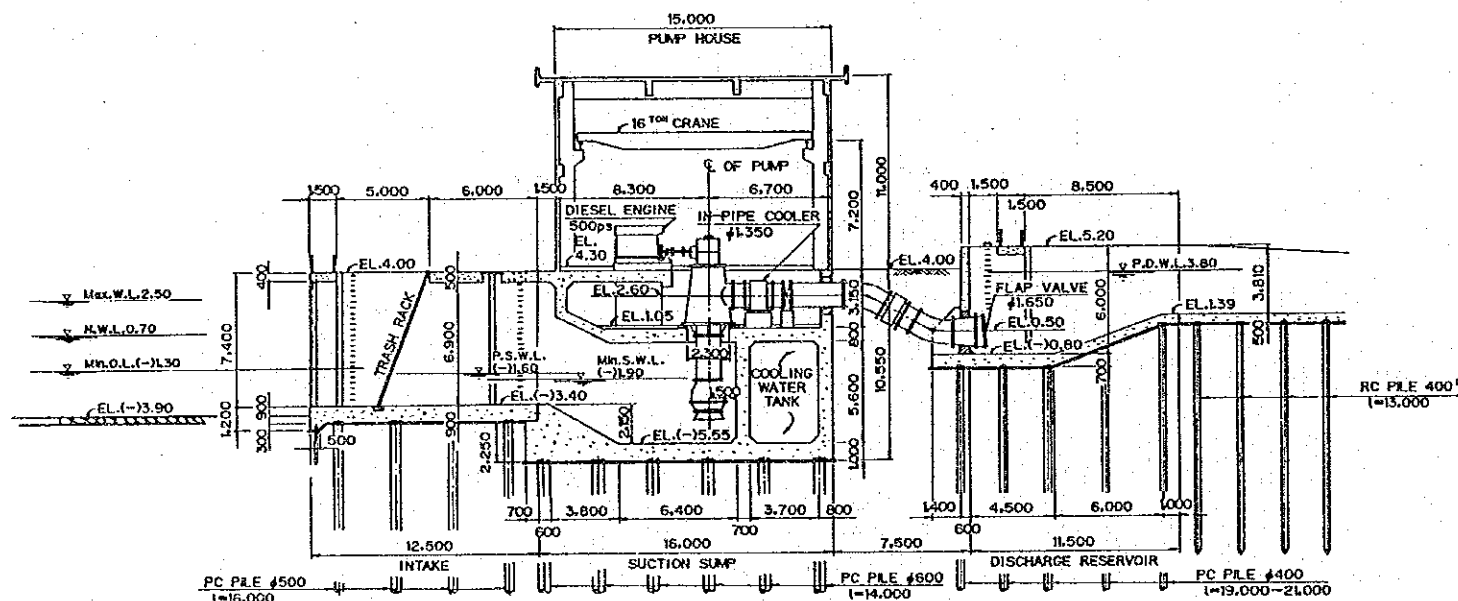 15.000
PUMP HOUSE
16 TON CRANE
℄ OF PUMP
1.500 5.000 6.000 1.500 8.300 6.700
400 1.500 8.500
1.500
11.000
7.200
DIESEL ENGINE
500ps
IN-PIPE COOLER
φ1.350
EL.
4.30
EL.4.00
EL.4.00
EL.5.20
P.D.W.L.3.80
400
500
Max.W.L.2.50
EL.2.60
3.150
FLAP VALVE
φ1.650
6.000
3.810
EL.1.39
N.W.L.0.70
EL.1.05
EL.0.50
7.400
TRASH RACK
6.900
800
EL.(-)0.80
500
Min.O.L.(-)1.30
P.S.W.L.
(-)1.60
Min.S.W.L.
(-)1.90
2.300
COOLING
WATER
TANK
5.600
10.550
700
RC PILE 400
l=13.000
1.500
EL.(-)3.90
900
EL.(-)3.40
1.200
300
500
900
2.150
2.250
EL.(-)5.55
1.000
700 3.800 6.400 3.700 800
600 700
1.400 4.500 6.000 1.000
600
12.500 16.000 7.500 11.500
INTAKE SUCTION SUMP DISCHARGE RESERVOIR
PC PILE φ500
l=16.000
PC PILE φ600
l=14.000
PC PILE φ400
l=19.000~21.000